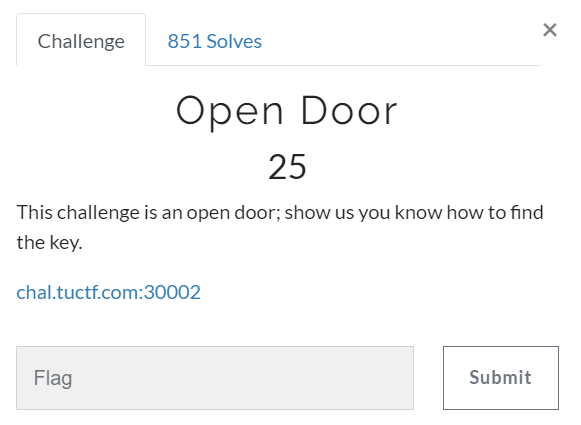 Challenge
851 Solves
×
Open Door
25
This challenge is an open door; show us you know how to find
the key.
chal.tuctf.com:30002
Flag
Submit